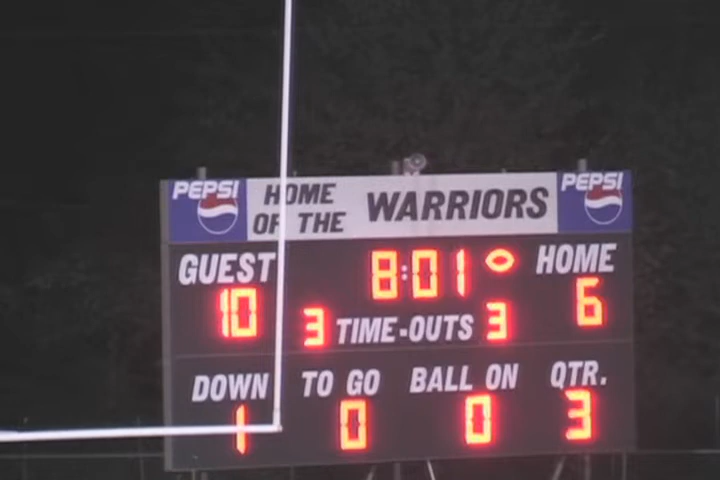 PEPSI HOME OF THE WARRIORS PEPSI
GUEST 8:01 HOME
10 3 TIME-OUTS 3 6
DOWN TO GO BALL ON QTR.
1 0 0 3